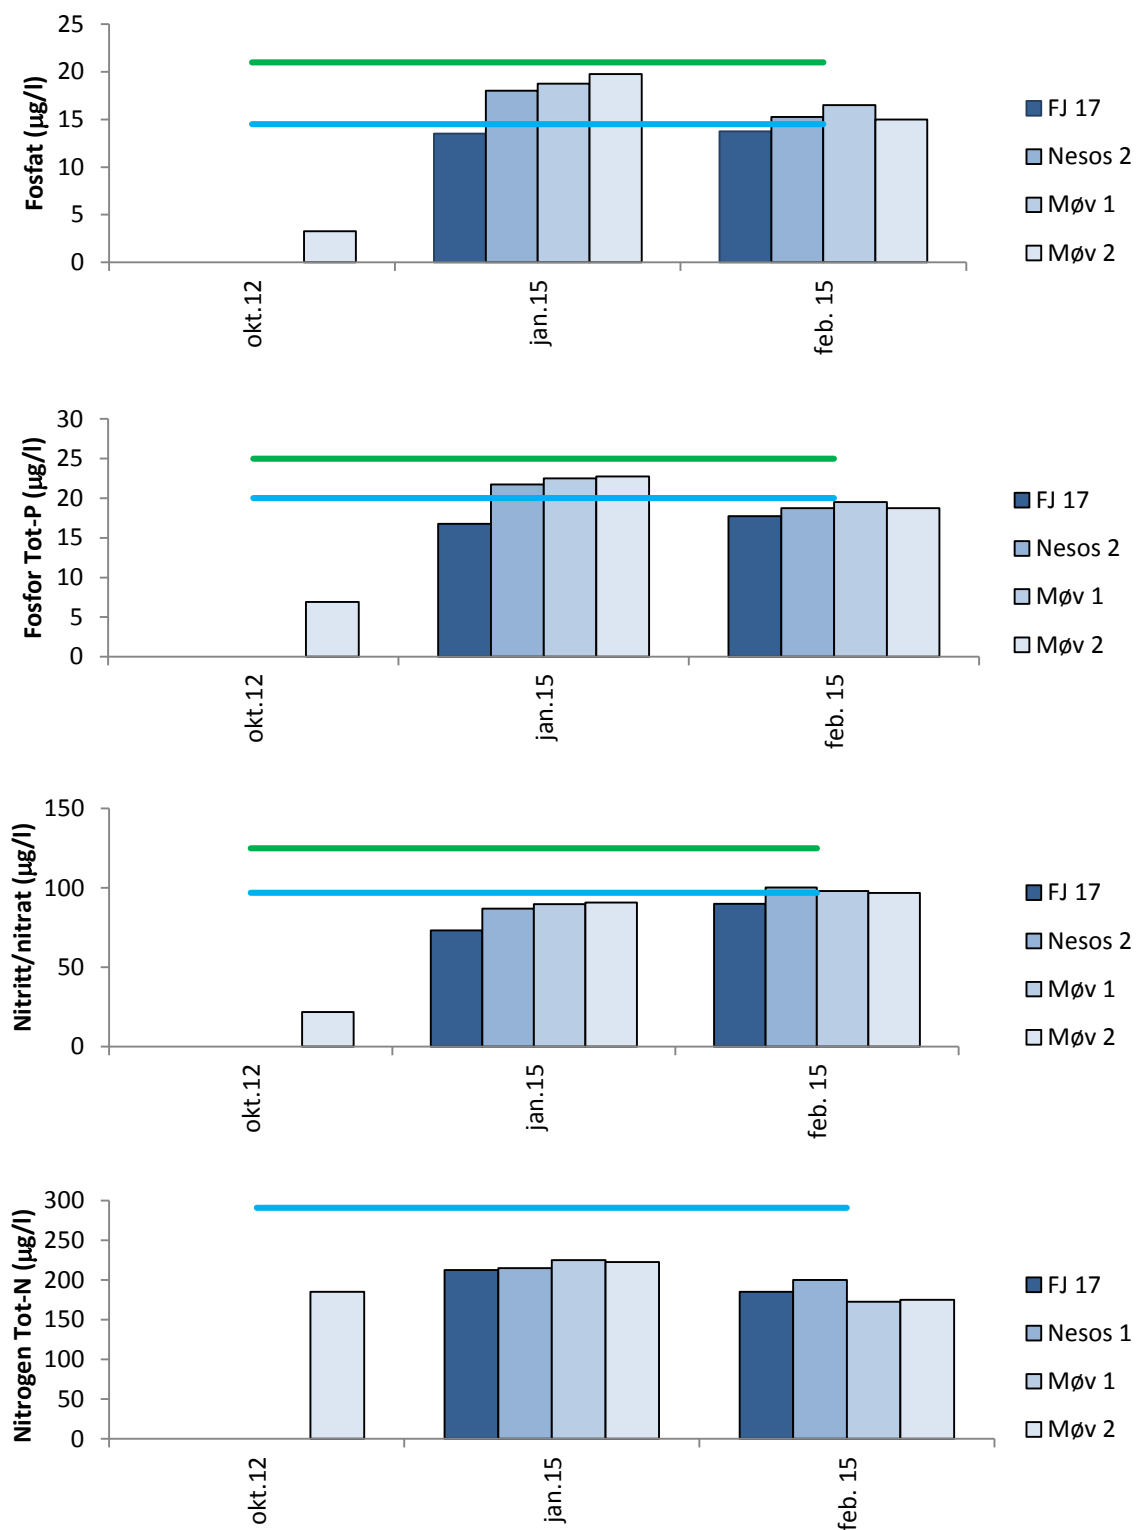 Fosfat (µg/l)
25
20
15
10
5
0
okt.12
jan.15
feb. 15
FJ 17
Nesos 2
Møv 1
Møv 2
Fosfor Tot-P (µg/l)
30
25
20
15
10
5
0
okt.12
jan.15
feb. 15
FJ 17
Nesos 2
Møv 1
Møv 2
Nitritt/nitrat (µg/l)
150
100
50
0
okt.12
jan.15
feb. 15
FJ 17
Nesos 2
Møv 1
Møv 2
Nitrogen Tot-N (µg/l)
300
250
200
150
100
50
0
okt.12
jan.15
feb. 15
FJ 17
Nesos 1
Møv 1
Møv 2